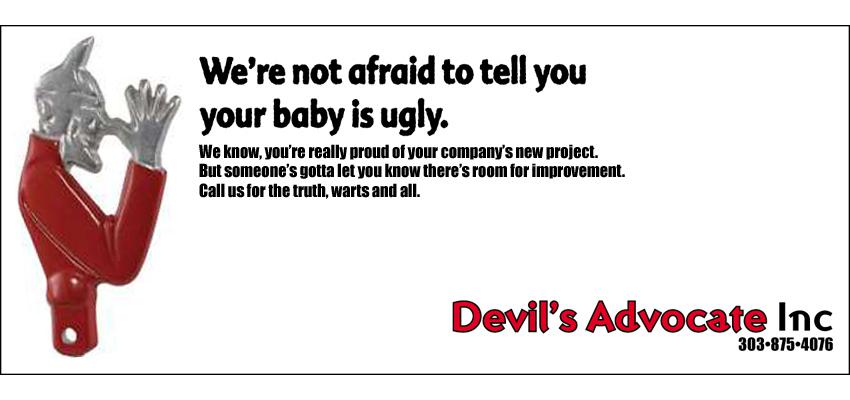 We're not afraid to tell you
your baby is ugly.
We know, you're really proud of your company's new project.
But someone's gotta let you know there's room for improvement.
Call us for the truth, warts and all.
Devil's Advocate Inc
303•875•4076